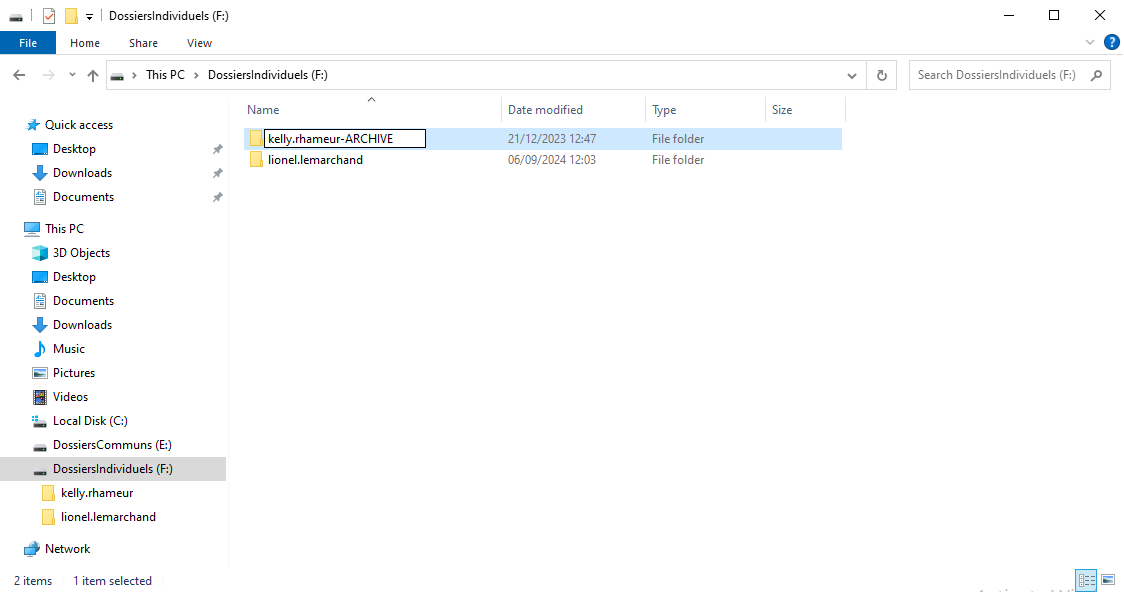 DossiersIndividuels (F:)
File Home Share View
This PC DossiersIndividuels (F:) Search DossiersIndividuels (F:)
Name Date modified Type Size
kelly.rhameur-ARCHIVE 21/12/2023 12:47 File folder
lionel.lemarchand 06/09/2024 12:03 File folder
Quick access
Desktop
Downloads
Documents
This PC
3D Objects
Desktop
Documents
Downloads
Music
Pictures
Videos
Local Disk (C:)
DossiersCommuns (E:)
DossiersIndividuels (F:)
kelly.rhameur
lionel.lemarchand
Network
2 items 1 item selected